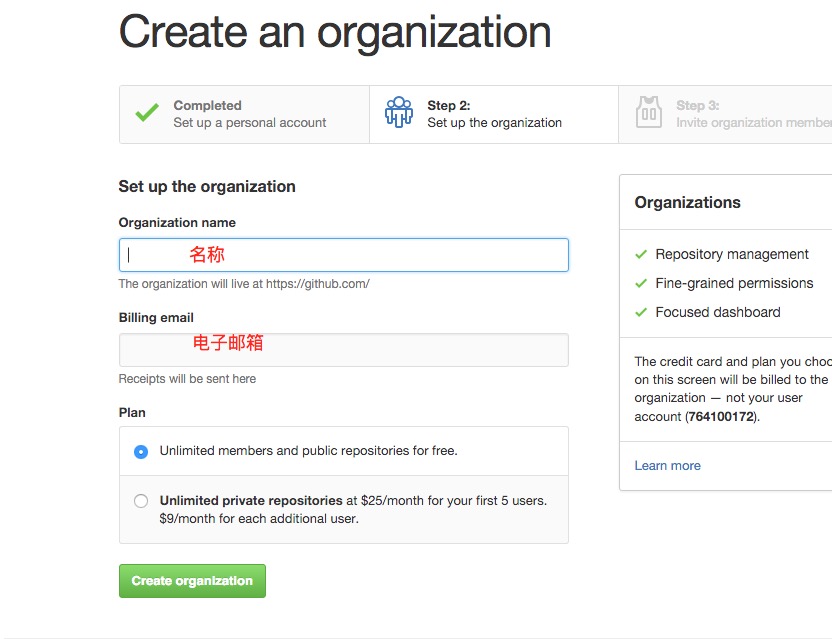 Create an organization
Completed
Set up a personal account
Step 2:
Set up the organization
Step 3:
Invite organization
Set up the organization
Organization name
名称
The organization will live at https://github.com/
Billing email
电子邮箱
Receipts will be sent here
Plan
Unlimited members and public repositories for free.
Unlimited private repositories at $25/month for your first 5 users.
$9/month for each additional user.
Create organization
Organizations
Repository management
Fine-grained permissions
Focused dashboard
The credit card and plan you
on this screen will be billed to the
organization — not your user
account (764100172).
Learn more